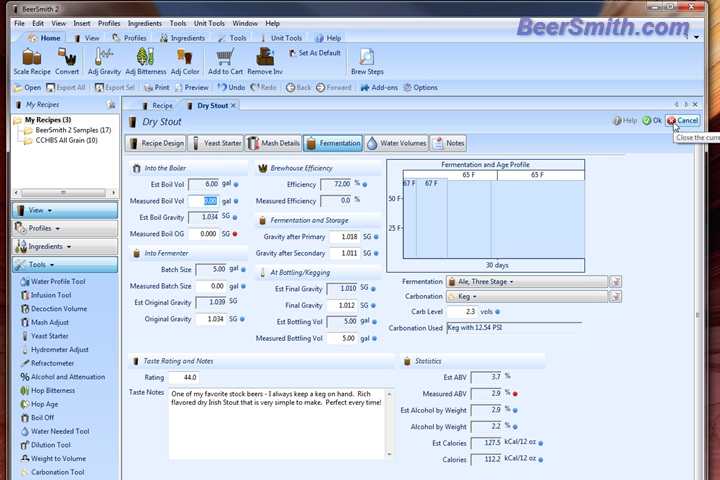 BeerSmith 2
BeerSmith.com
File Edit View Insert Profiles Ingredients Tools Unit Tools Window Help
Home View Profiles Ingredients Tools Unit Tools Help
Scale Recipe Convert Adj Gravity Adj Bitterness Adj Color Add to Cart Remove Inv Set As Default Brew Steps
Open Export All Export Sel Print Preview Undo Redo Back Forward Add-ons Options
My Recipes
My Recipes (3)
BeerSmith 2 Samples (17)
CCHBS All Grain (10)
View
Profiles
Ingredients
Tools
Water Profile Tool
Infusion Tool
Decoction Volume
Mash Adjust
Yeast Starter
Hydrometer Adjust
Refractometer
Alcohol and Attenuation
Hop Bitterness
Hop Age
Boil Off
Water Needed Tool
Dilution Tool
Weight to Volume
Carbonation Tool
Recipe Dry Stout
Dry Stout
Help Ok Cancel
Close the curre
Recipe Design Yeast Starter Mash Details Fermentation Water Volumes Notes
Into the Boiler
Est Boil Vol 6.00 gal
Measured Boil Vol 0.00 gal
Est Boil Gravity 1.034 SG
Measured Boil OG 0.000 SG
Into Fermenter
Batch Size 5.00 gal
Measured Batch Size 0.00 gal
Est Original Gravity 1.039 SG
Original Gravity 1.034 SG
Brewhouse Efficiency
Efficiency 72.00 %
Measured Efficiency 0.0 %
Fermentation and Storage
Gravity after Primary 1.018 SG
Gravity after Secondary 1.011 SG
At Bottling/Kegging
Est Final Gravity 1.010 SG
Final Gravity 1.012 SG
Est Bottling Vol 5.00 gal
Measured Bottling Vol 5.00 gal
Fermentation and Age Profile
65 F 65 F
67 F 67 F
50 F
25 F
30 days
Fermentation Ale, Three Stage
Carbonation Keg
Carb Level 2.3 vols
Carbonation Used Keg with 12.54 PSI
Taste Rating and Notes
Rating 44.0
Taste Notes One of my favorite stock beers - I always keep a keg on hand. Rich
flavored dry Irish Stout that is very simple to make. Perfect every time!
Statistics
Est ABV 3.7 %
Measured ABV 2.9 %
Est Alcohol by Weight 2.9 %
Alcohol by Weight 2.2 %
Est Calories 127.5 kCal/12 oz
Calories 112.2 kCal/12 oz